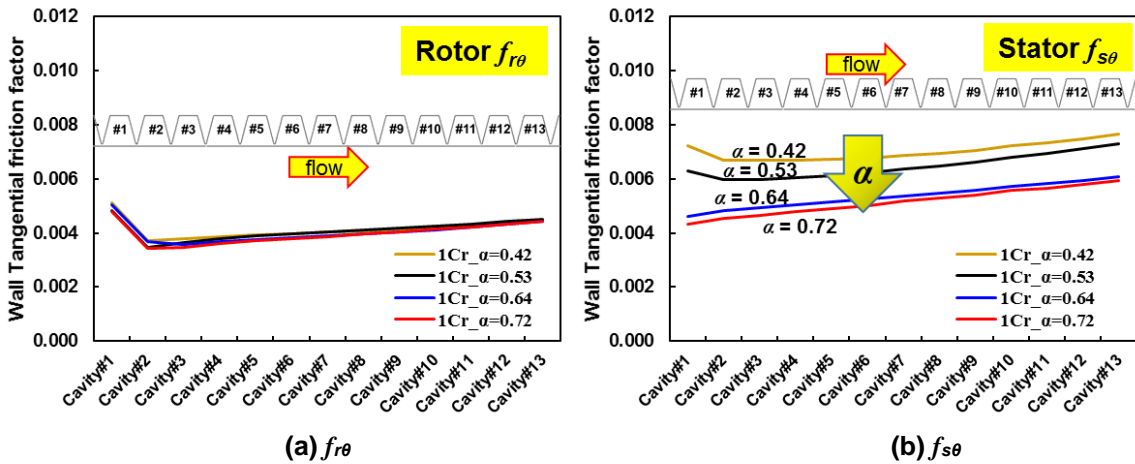 Wall Tangential friction factor
0.012
0.010
0.008
0.006
0.004
0.002
0.000
Rotor frθ
#1 #2 #3 #4 #5 #6 #7 #8 #9 #10 #11 #12 #13
flow
1Cr_α=0.42
1Cr_α=0.53
1Cr_α=0.64
1Cr_α=0.72
Cavity#1 Cavity#2 Cavity#3 Cavity#4 Cavity#5 Cavity#6 Cavity#7 Cavity#8 Cavity#9 Cavity#10 Cavity#11 Cavity#12 Cavity#13
(a) frθ
Wall Tangential friction factor
0.012
0.010
0.008
0.006
0.004
0.002
0.000
Stator fsθ
flow
#1 #2 #3 #4 #5 #6 #7 #8 #9 #10 #11 #12 #13
α = 0.42
α = 0.53
α = 0.64
α = 0.72
α
1Cr_α=0.42
1Cr_α=0.53
1Cr_α=0.64
1Cr_α=0.72
Cavity#1 Cavity#2 Cavity#3 Cavity#4 Cavity#5 Cavity#6 Cavity#7 Cavity#8 Cavity#9 Cavity#10 Cavity#11 Cavity#12 Cavity#13
(b) fsθ